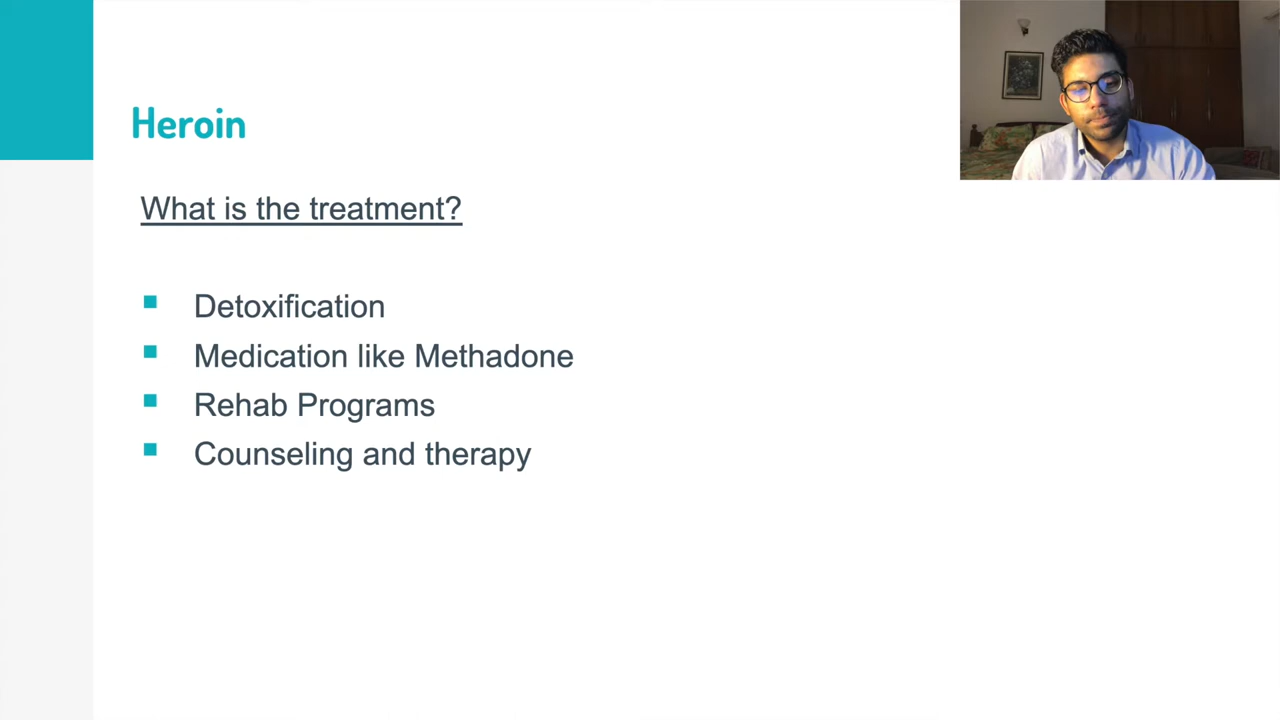 Heroin
What is the treatment?
Detoxification
Medication like Methadone
Rehab Programs
Counseling and therapy